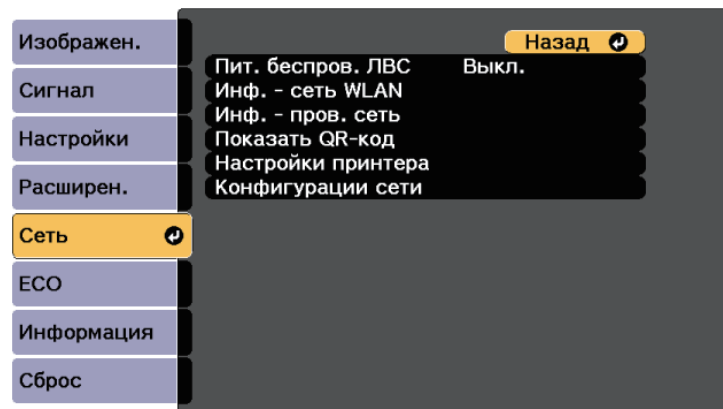 Изображен.
Сигнал
Настройки
Расширен.
Сеть
ECO
Информация
Сброс
Назад
Пит. беспров. ЛВС Выкл.
Инф. - сеть WLAN
Инф. - пров. сеть
Показать QR-код
Настройки принтера
Конфигурации сети